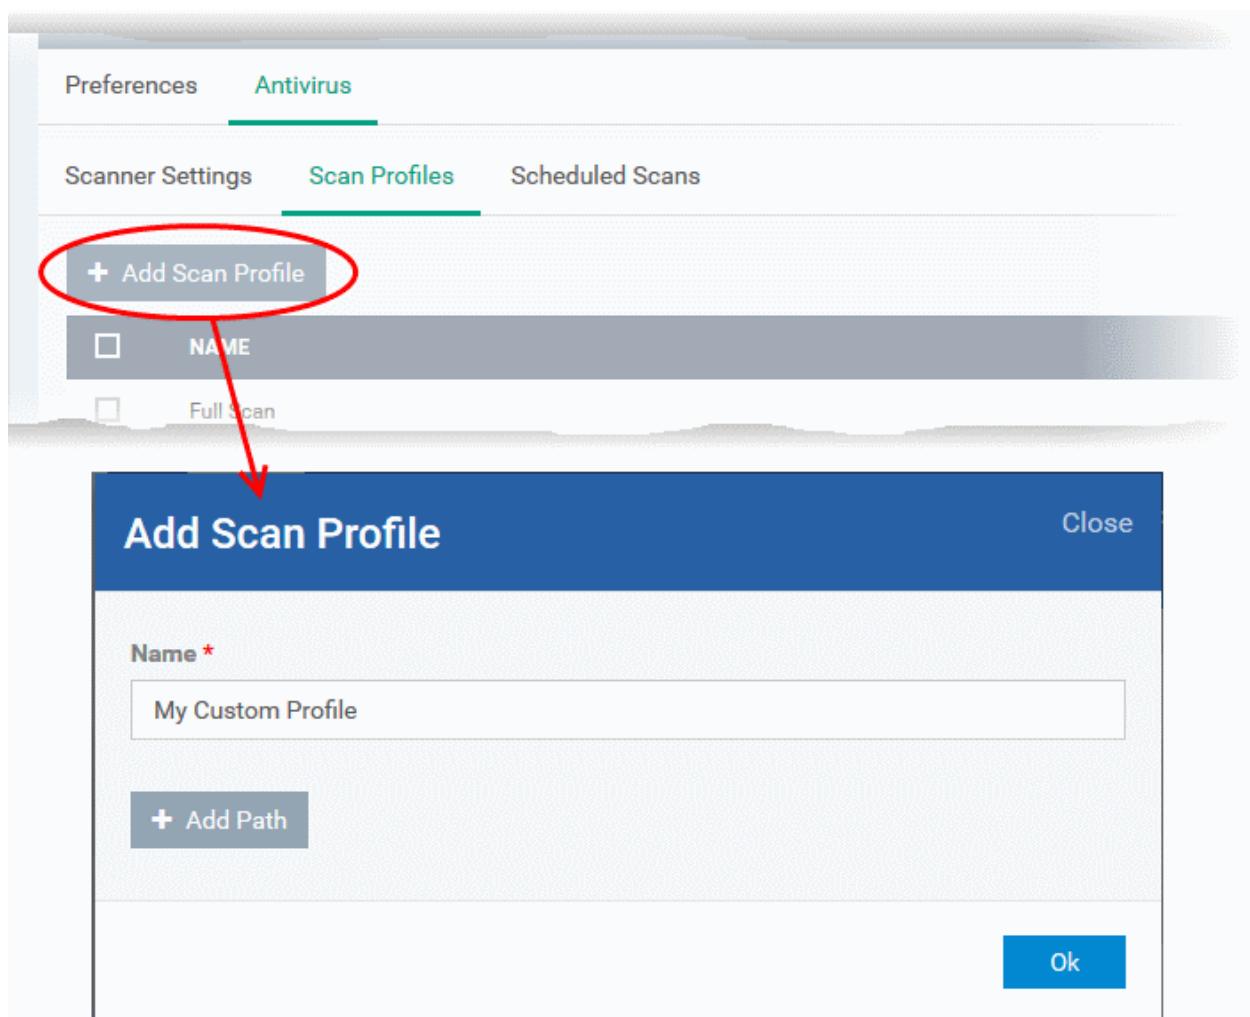 Preferences Antivirus
Scanner Settings Scan Profiles Scheduled Scans
+ Add Scan Profile
NAME
Full Scan
Add Scan Profile Close
Name *
My Custom Profile
+ Add Path
Ok